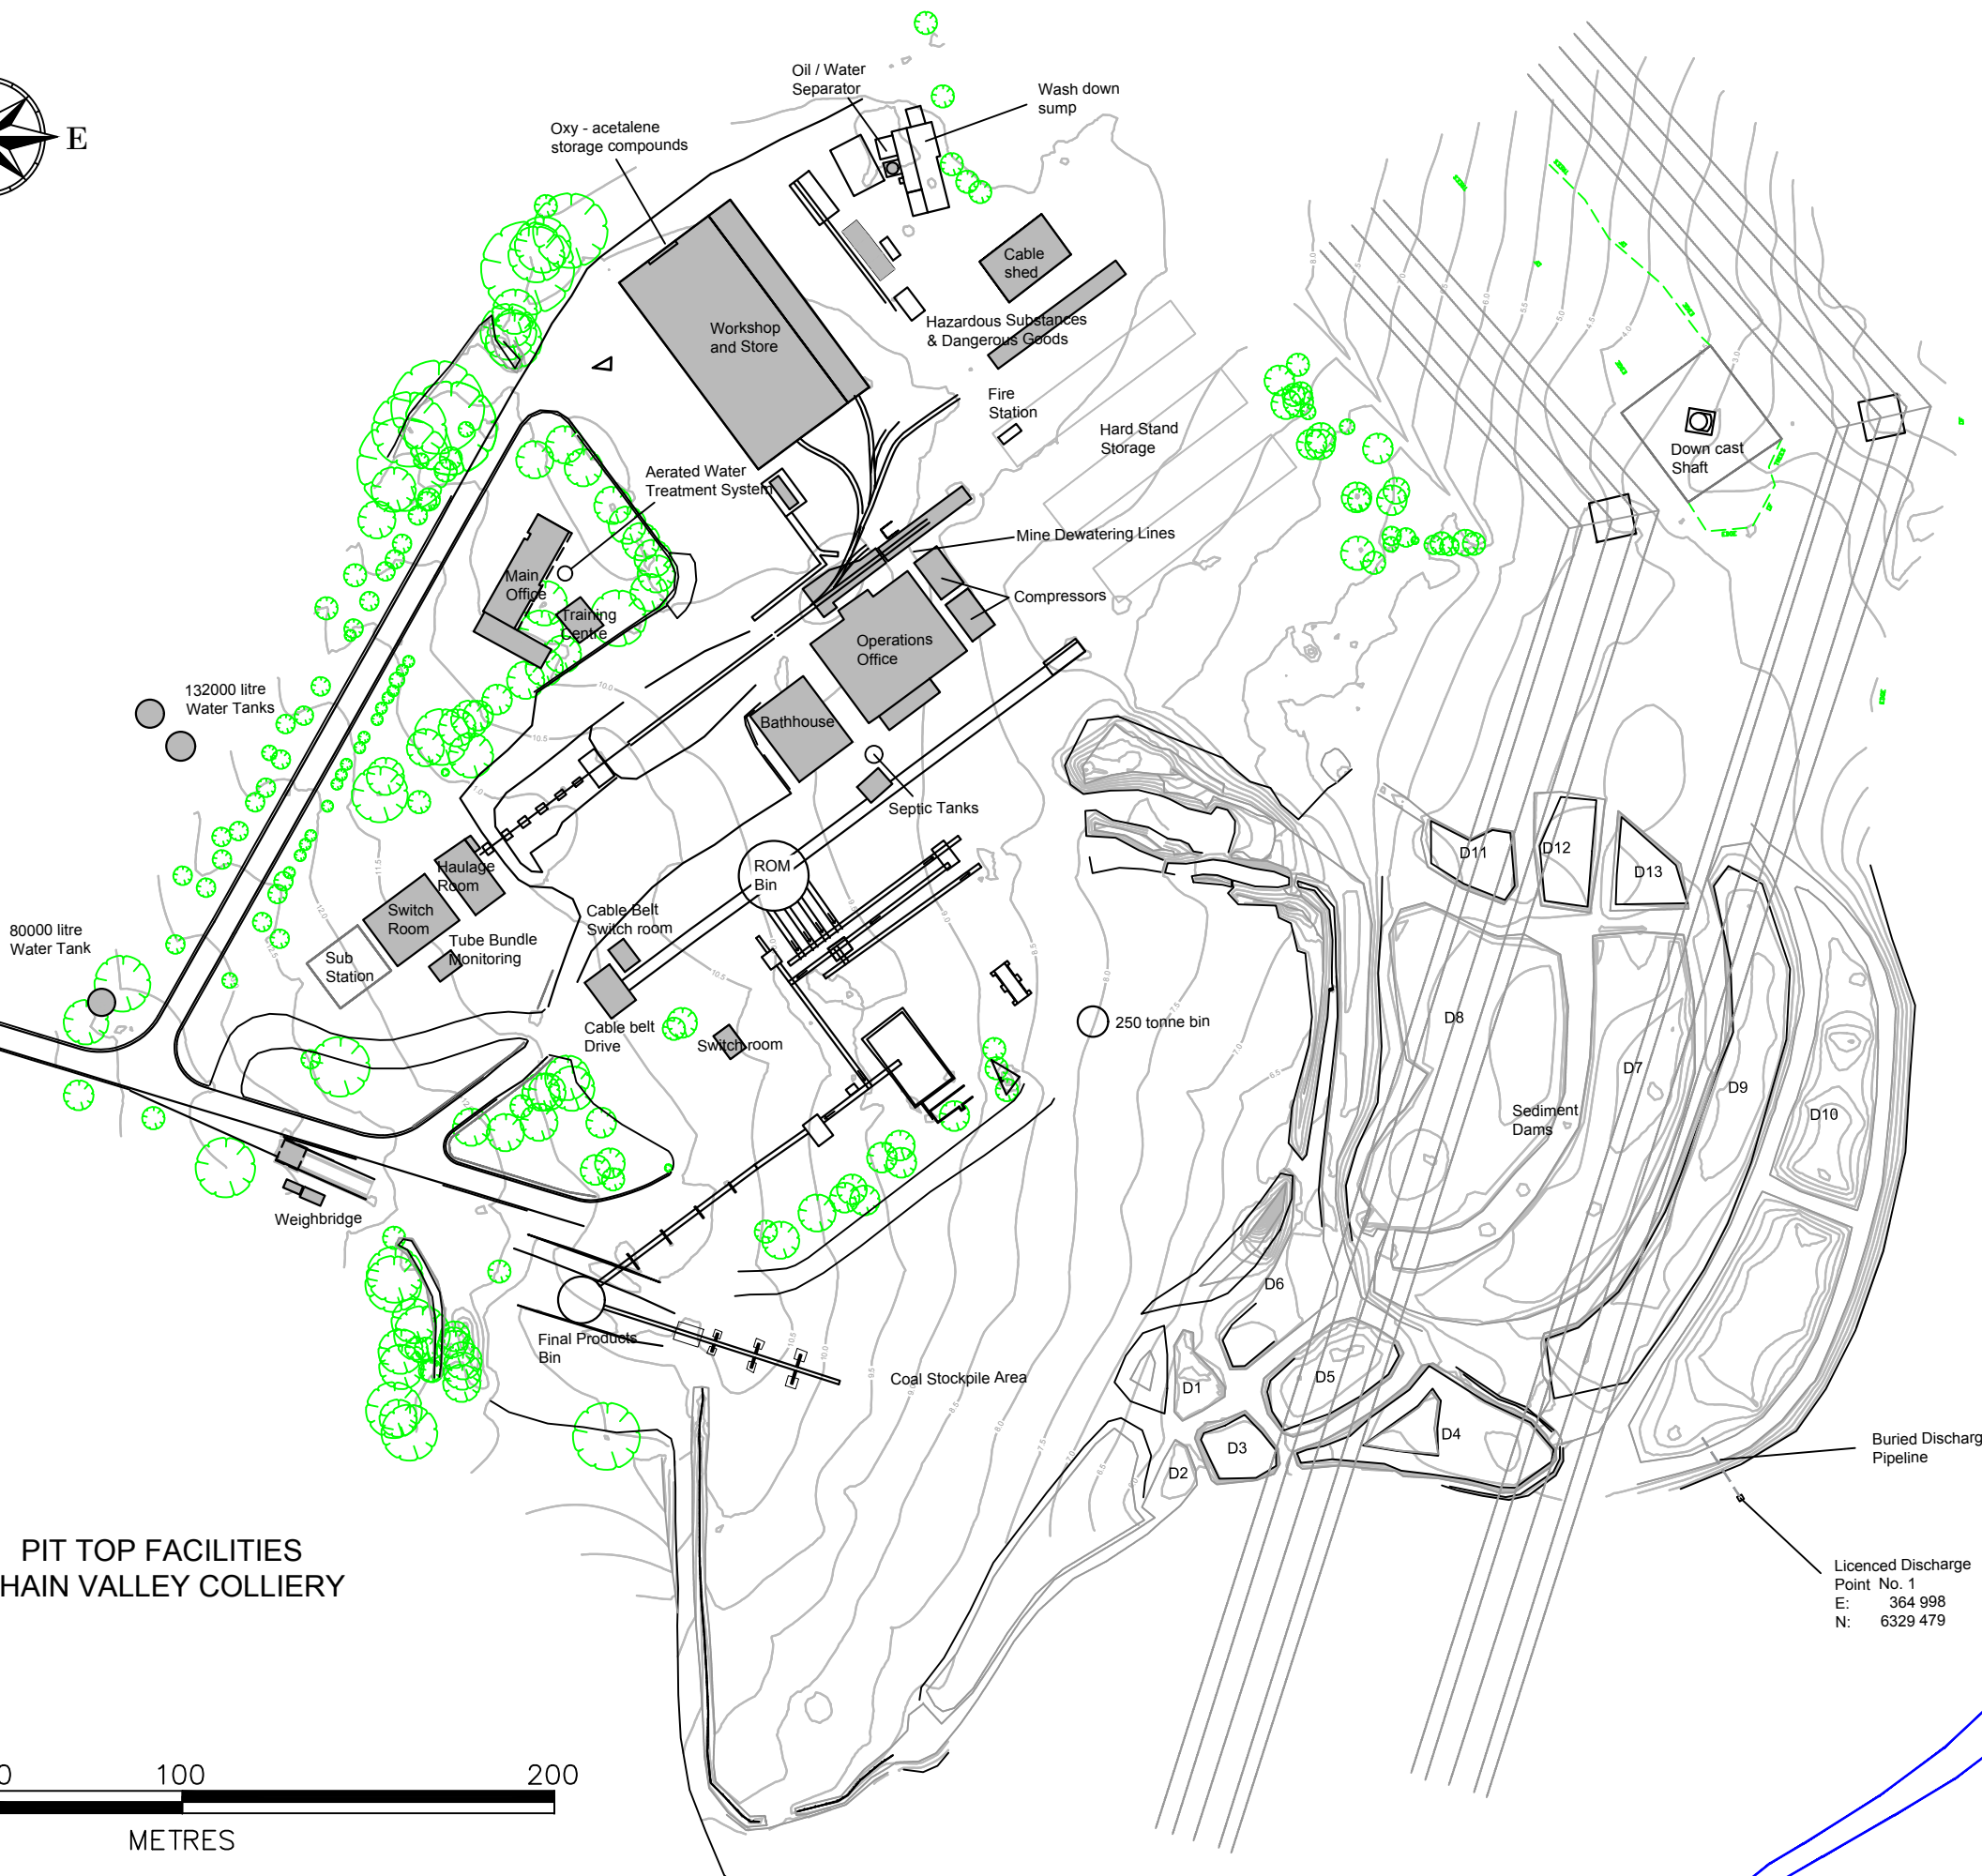 E
Oil / Water
Separator
Wash down
sump
Oxy - acetalene
storage compounds
Cable
shed
Workshop
and Store
Hazardous Substances
& Dangerous Goods
Fire
Station
Hard Stand
Storage
Down cast
Shaft
Aerated Water
Treatment System
Mine Dewatering Lines
Main
Office
Training
Centre
Compressors
Operations
Office
132000 litre
Water Tanks
Bathhouse
Septic Tanks
ROM
Bin
Haulage
Room
Switch
Room
Cable Belt
Switch room
Tube Bundle
Monitoring
Sub
Station
80000 litre
Water Tank
Cable belt
Drive
Switch room
250 tonne bin
D11
D12
D13
D8
D7
D9
D10
Sediment
Dams
Weighbridge
Final Products
Bin
Coal Stockpile Area
D6
D5
D1
D4
D3
D2
Buried Discharg
Pipeline
Licenced Discharge
Point No. 1
E: 364 998
N: 6329 479
PIT TOP FACILITIES
HAIN VALLEY COLLIERY
0 100 200
METRES